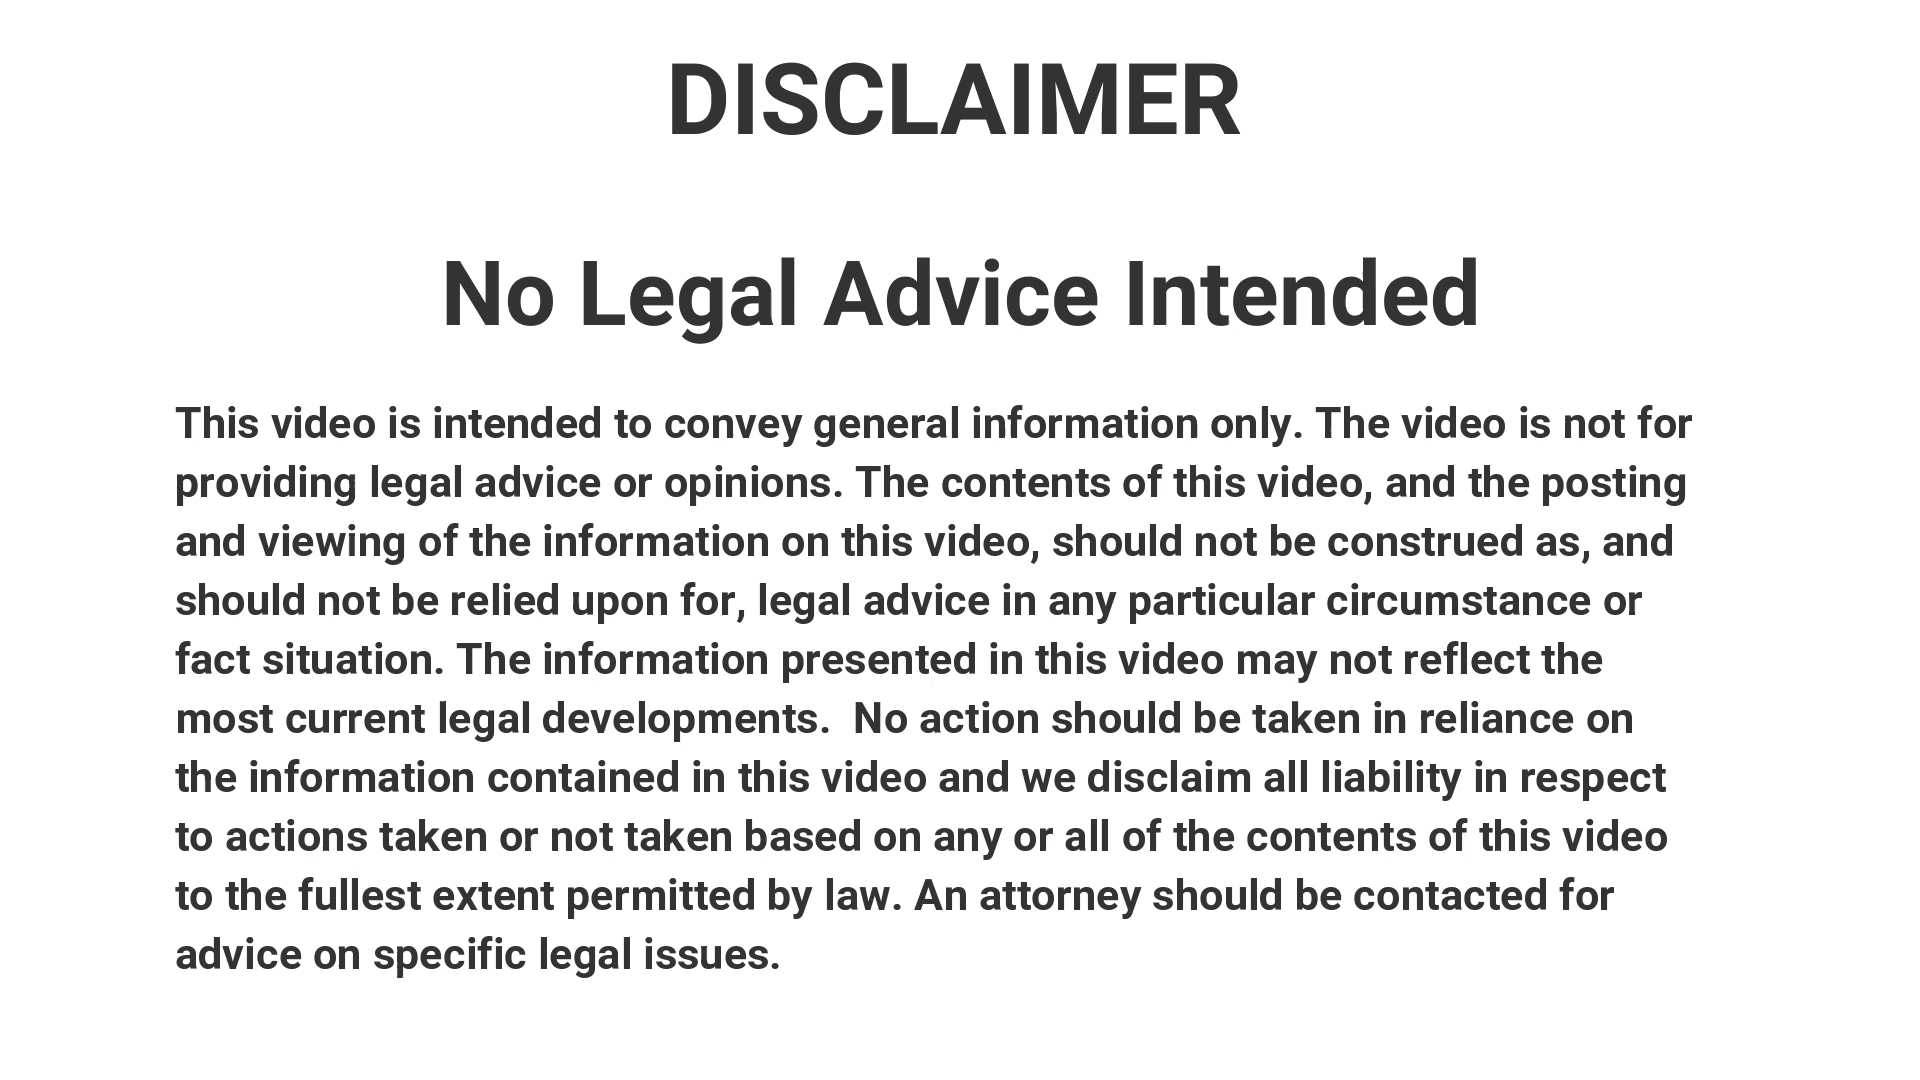 DISCLAIMER
No Legal Advice Intended
This video is intended to convey general information only. The video is not for
providing legal advice or opinions. The contents of this video, and the posting
and viewing of the information on this video, should not be construed as, and
should not be relied upon for, legal advice in any particular circumstance or
fact situation. The information presented in this video may not reflect the
most current legal developments.  No action should be taken in reliance on
the information contained in this video and we disclaim all liability in respect
to actions taken or not taken based on any or all of the contents of this video
to the fullest extent permitted by law. An attorney should be contacted for
advice on specific legal issues.